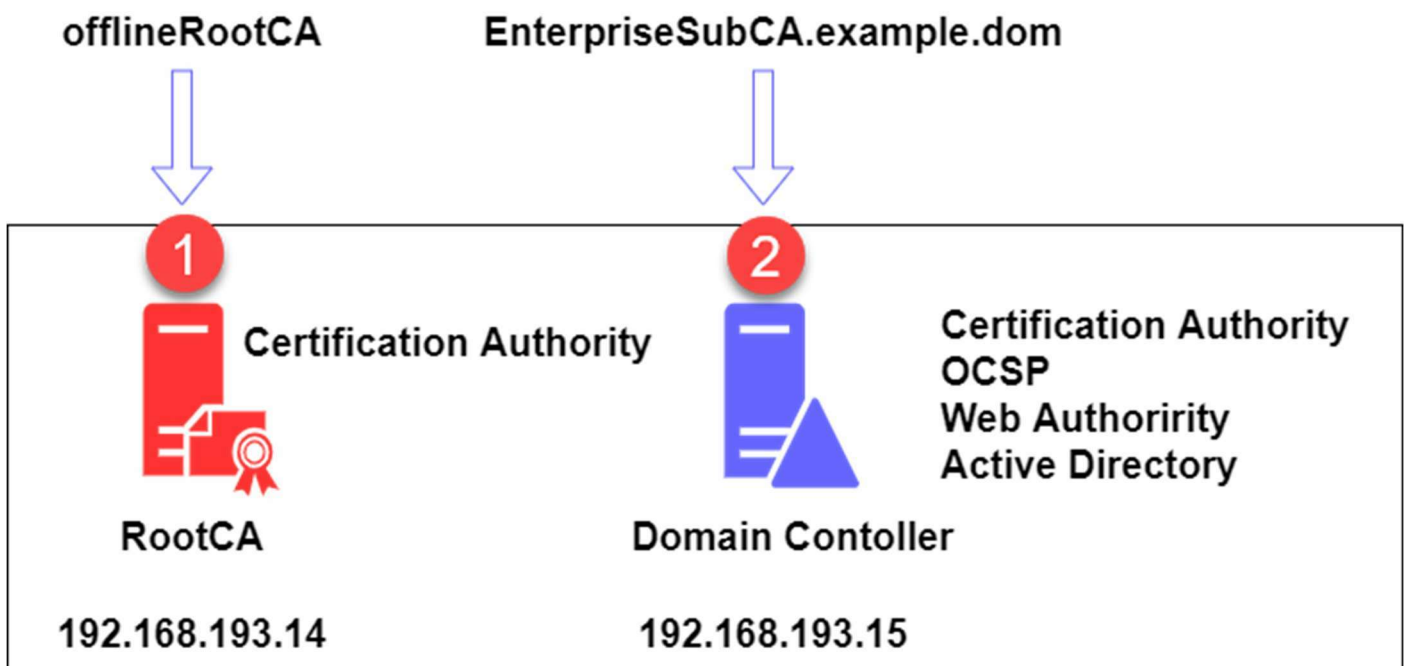 offlineRootCA
EnterpriseSubCA.example.dom
1
2
Certification Authority
Certification Authority
OCSP
Web Authoririty
Active Directory
RootCA
Domain Contoller
192.168.193.14
192.168.193.15